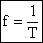 f = 1/T